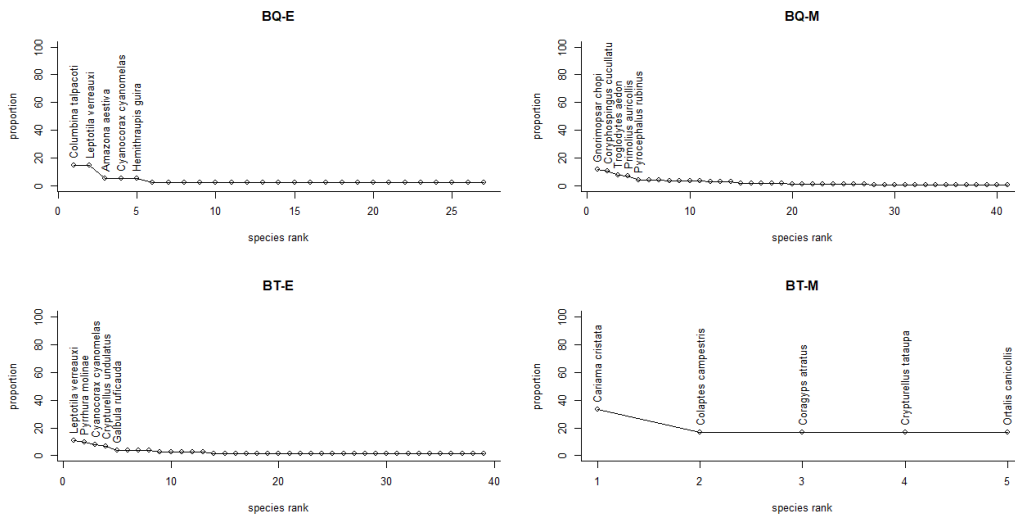 BQ-E
proportion
0
20
40
60
80
100
Columbina talpacoti
Leptotila verreauxi
Amazona aestiva
Cyanocorax cyanomelas
Hemithraupis guira
0 5 10 15 20 25
species rank
BQ-M
proportion
0
20
40
60
80
100
Gnorimopsar chopi
Coryphospingus cucullatu
Troglodytes aedon
Primolius auricollis
Pyrocephalus rubinus
0 10 20 30 40
species rank
BT-E
proportion
0
20
40
60
80
100
Leptotila verreauxi
Pyrrhura molinae
Cyanocorax cyanomelas
Crypturellus undulatus
Galbula ruficauda
0 10 20 30 40
species rank
BT-M
proportion
0
20
40
60
80
100
Cariama cristata
Colaptes campestris
Coragyps atratus
Crypturellus tataupa
Ortalis canicollis
1 2 3 4 5
species rank